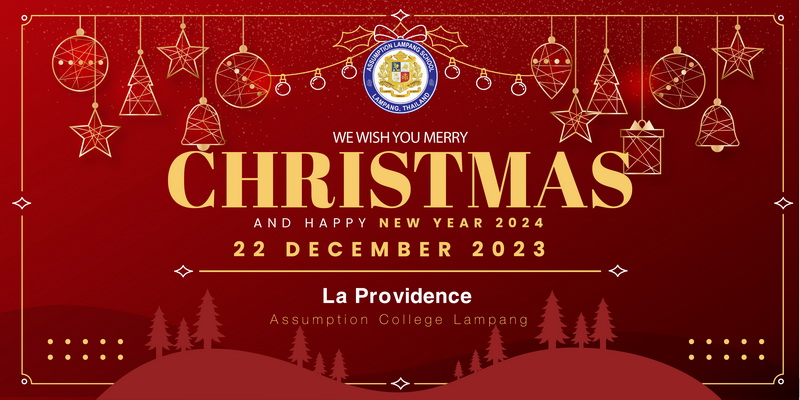 ASSUMPTION LAMPANG SCHOOL
LAMPANG, THAILAND
WE WISH YOU MERRY
CHRISTMAS
AND HAPPY NEW YEAR 2024
22 DECEMBER 2023
La Providence
Assumption College Lampang